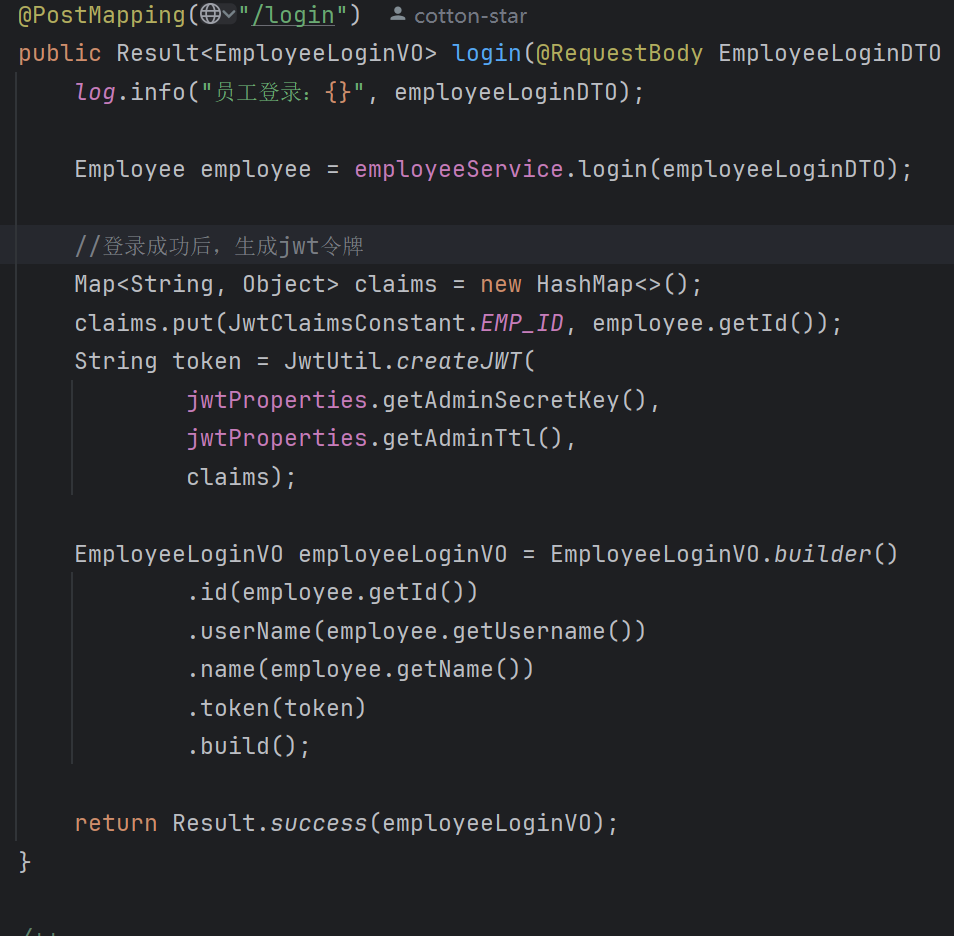 @PostMapping("/login") cotton-star
public Result<EmployeeLoginVO> login(@RequestBody EmployeeLoginDTO
    log.info("员工登录：{}", employeeLoginDTO);
    Employee employee = employeeService.login(employeeLoginDTO);
    //登录成功后，生成jwt令牌
    Map<String, Object> claims = new HashMap<>();
    claims.put(JwtClaimsConstant.EMP_ID, employee.getId());
    String token = JwtUtil.createJWT(
            jwtProperties.getAdminSecretKey(),
            jwtProperties.getAdminTtl(),
            claims);
    EmployeeLoginVO employeeLoginVO = EmployeeLoginVO.builder()
            .id(employee.getId())
            .userName(employee.getUsername())
            .name(employee.getName())
            .token(token)
            .build();
    return Result.success(employeeLoginVO);
}